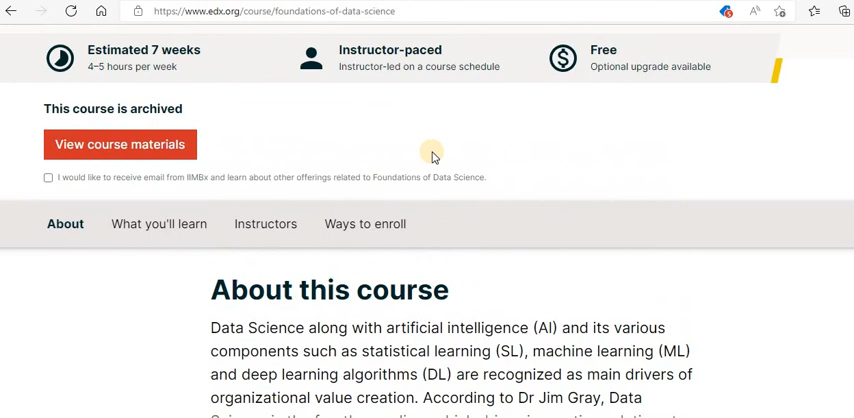 https://www.edx.org/course/foundations-of-data-science
Estimated 7 weeks
4–5 hours per week
Instructor-paced
Instructor-led on a course schedule
Free
Optional upgrade available
This course is archived
View course materials
I would like to receive email from IIMBx and learn about other offerings related to Foundations of Data Science.
About What you'll learn Instructors Ways to enroll
About this course
Data Science along with artificial intelligence (AI) and its various
components such as statistical learning (SL), machine learning (ML)
and deep learning algorithms (DL) are recognized as main drivers of
organizational value creation. According to Dr Jim Gray, Data